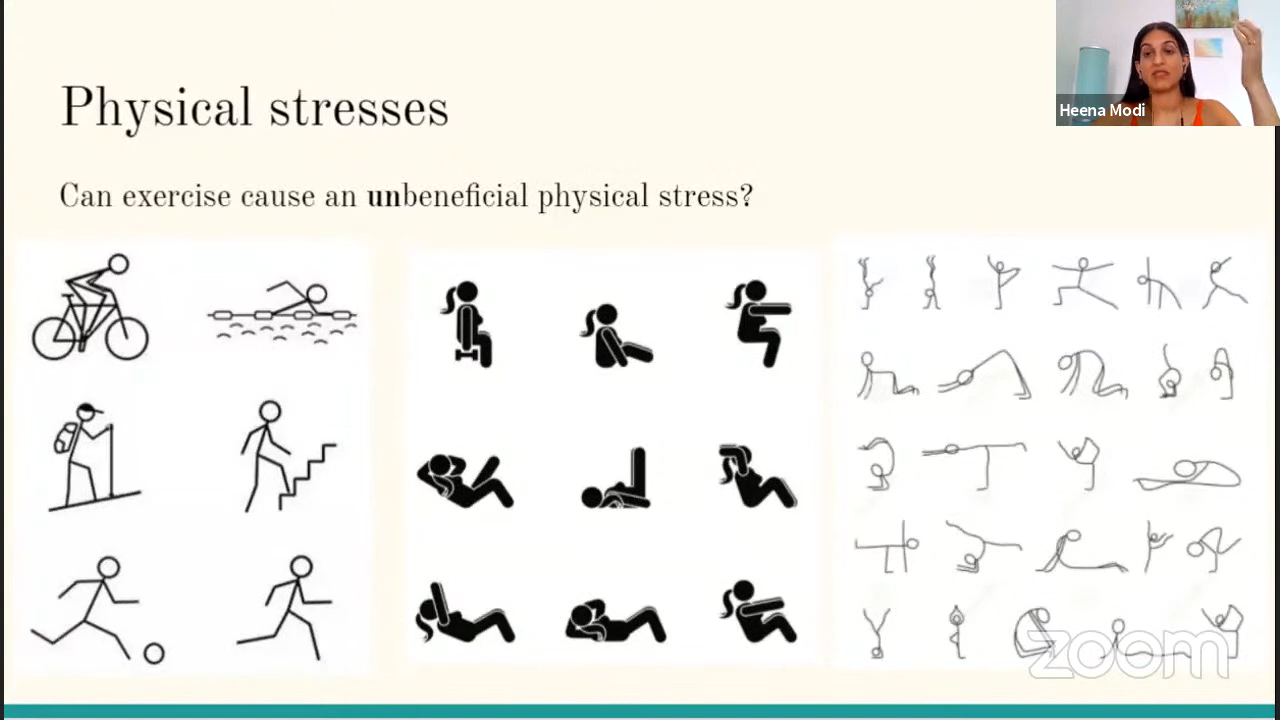 Physical stresses
Heena Modi
Can exercise cause an unbeneficial physical stress?
zoom